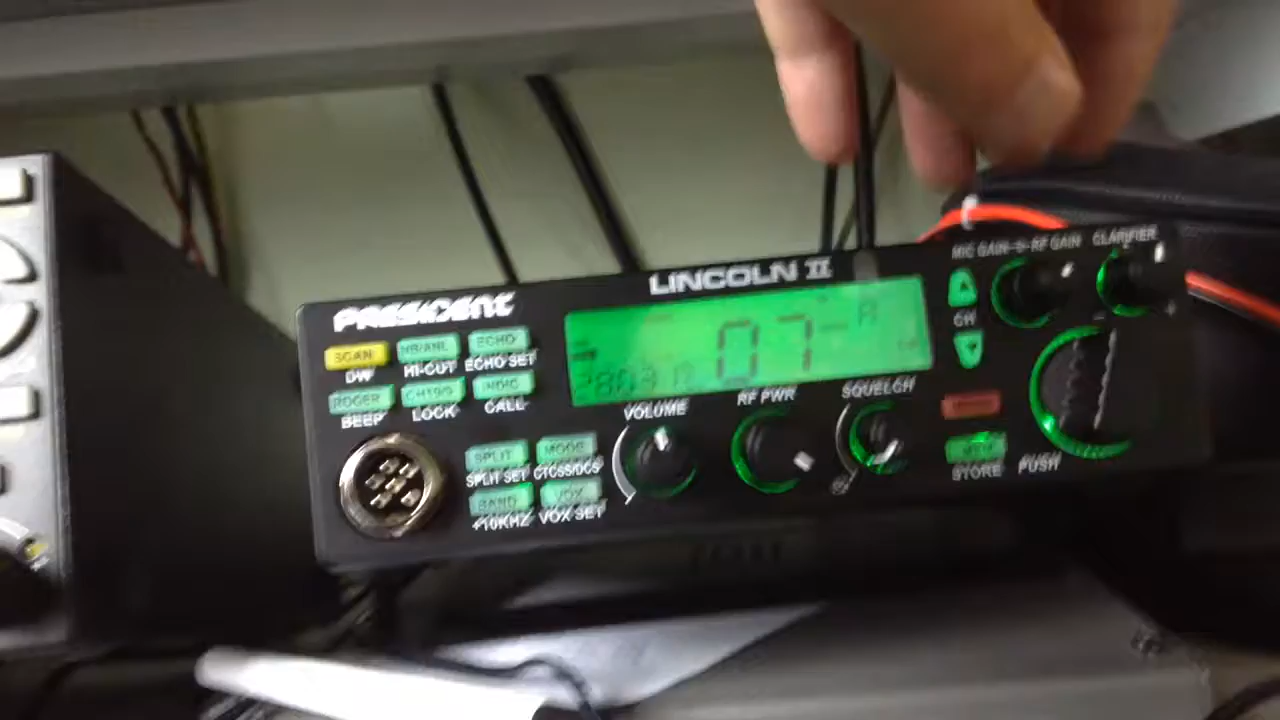 PRESIDENT
LINCOLN II
MIC GAIN RF GAIN
CLARIFIER
SCAN
NB/ANL
ECHO
DW
HI-CUT
ECHO SET
07
CH
ROGER
CH19/9
INDIC
BEEP
LOCK
CALL
VOLUME
RF PWR
SQUELCH
SPLIT
MODE
SPLIT SET
CTCSS/DCS
BAND
VOX
+10KHZ
VOX SET
MEM
STORE
PUSH